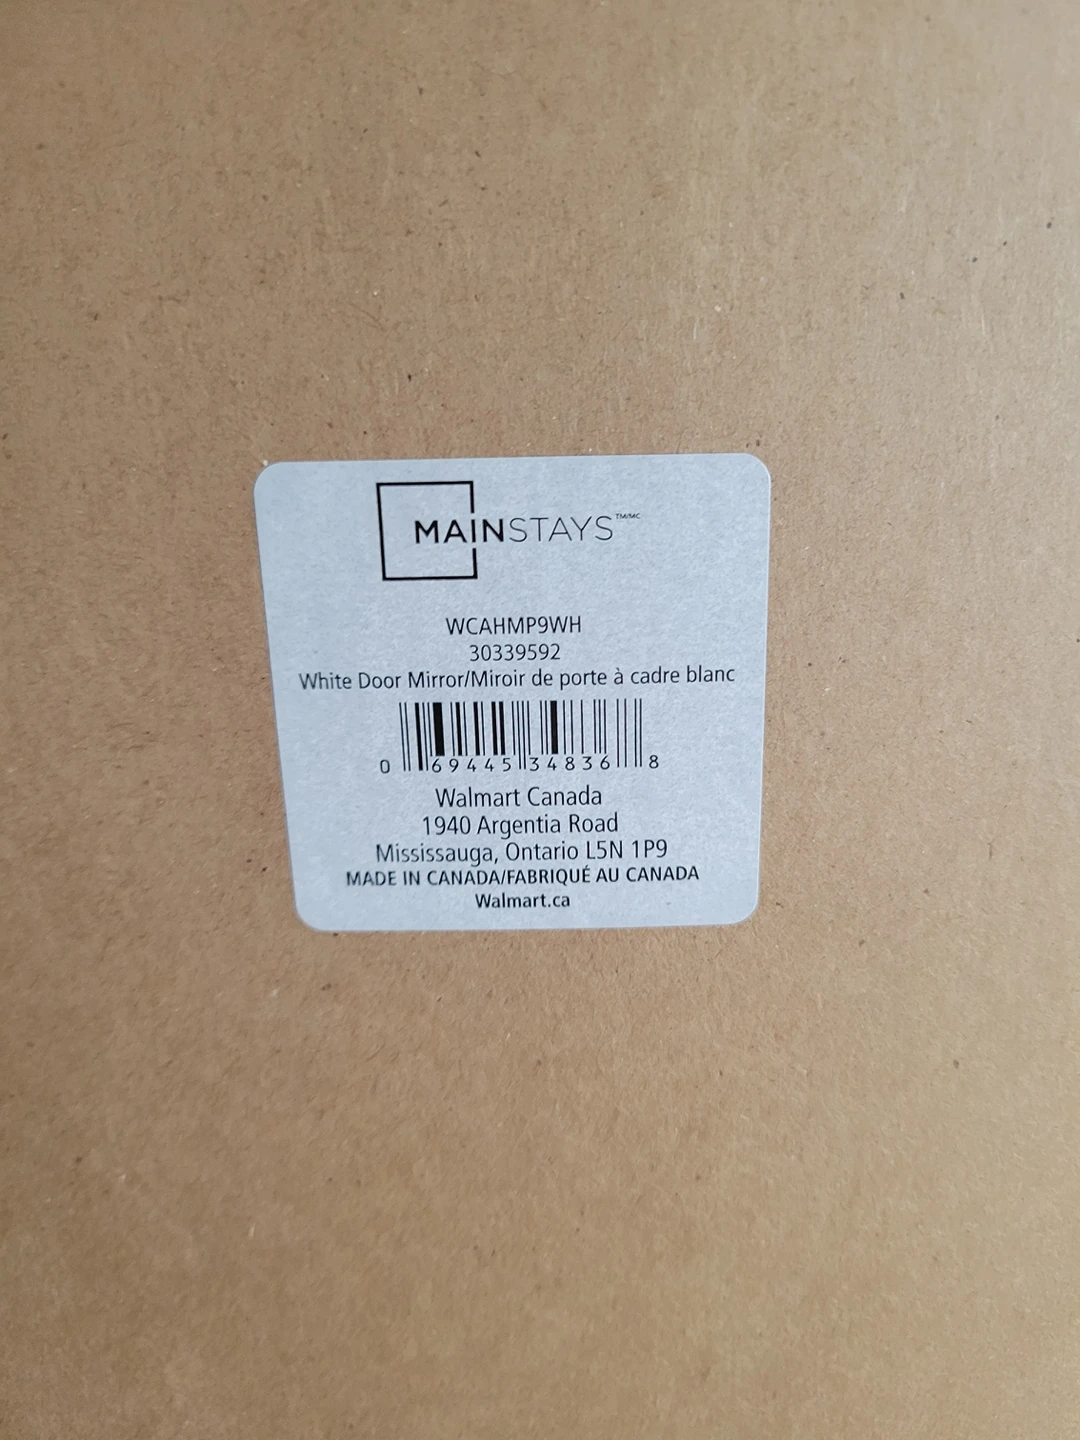 MAINSTAYS™/MC
WCAHMP9WH
30339592
White Door Mirror/Miroir de porte à cadre blanc
0 69445 34836 8
Walmart Canada
1940 Argentia Road
Mississauga, Ontario L5N 1P9
MADE IN CANADA/FABRIQUÉ AU CANADA
Walmart.ca